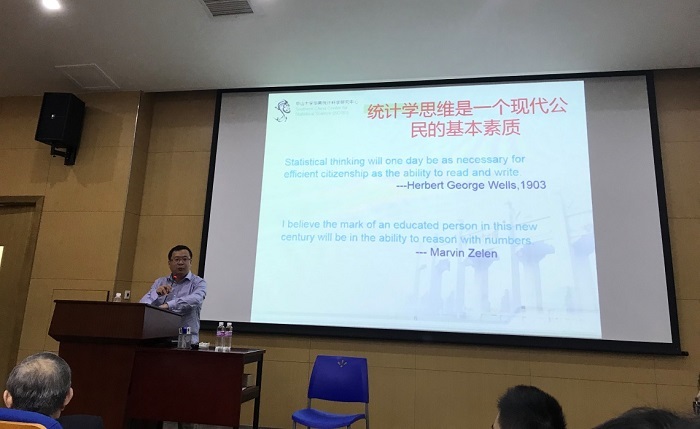 统计学思维是一个现代公
民的基本素质
Statistical thinking will one day be as necessary for
efficient citizenship as the ability to read and write.
---Herbert George Wells,1903
I believe the mark of an educated person in this new
century will be in the ability to reason with numbers.
--- Marvin Zelen